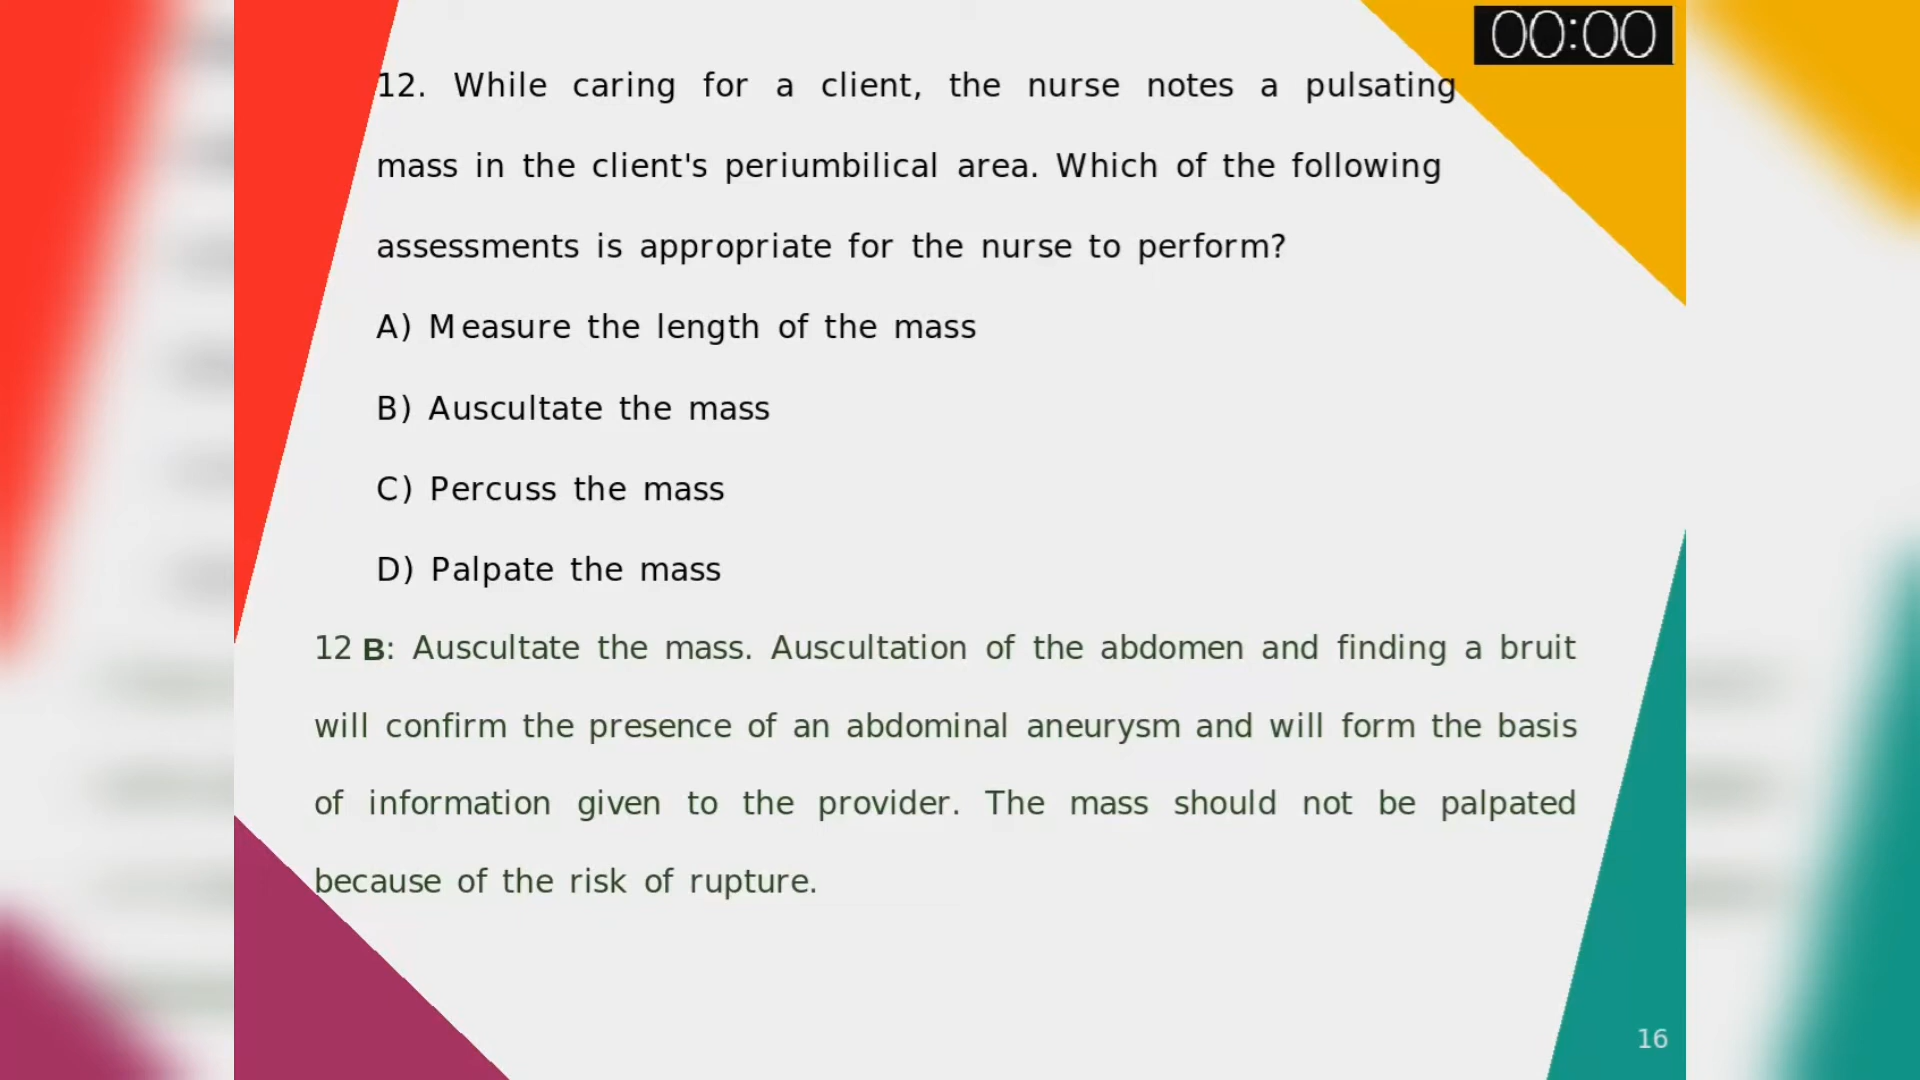 00:00
12. While caring for a client, the nurse notes a pulsating
mass in the client's periumbilical area. Which of the following
assessments is appropriate for the nurse to perform?
A) Measure the length of the mass
B) Auscultate the mass
C) Percuss the mass
D) Palpate the mass
12 B: Auscultate the mass. Auscultation of the abdomen and finding a bruit
will confirm the presence of an abdominal aneurysm and will form the basis
of information given to the provider. The mass should not be palpated
because of the risk of rupture.
16